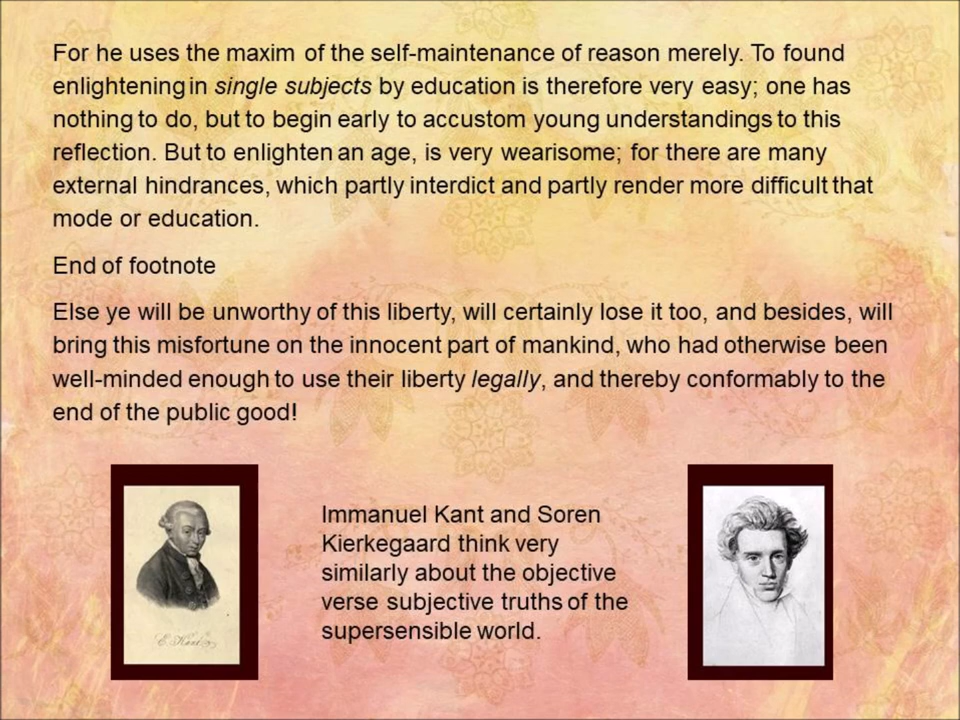 For he uses the maxim of the self-maintenance of reason merely. To found
enlightening in single subjects by education is therefore very easy; one has
nothing to do, but to begin early to accustom young understandings to this
reflection. But to enlighten an age, is very wearisome; for there are many
external hindrances, which partly interdict and partly render more difficult that
mode or education.
End of footnote
Else ye will be unworthy of this liberty, will certainly lose it too, and besides, will
bring this misfortune on the innocent part of mankind, who had otherwise been
well-minded enough to use their liberty legally, and thereby conformably to the
end of the public good!
Immanuel Kant and Soren
Kierkegaard think very
similarly about the objective
verse subjective truths of the
supersensible world.